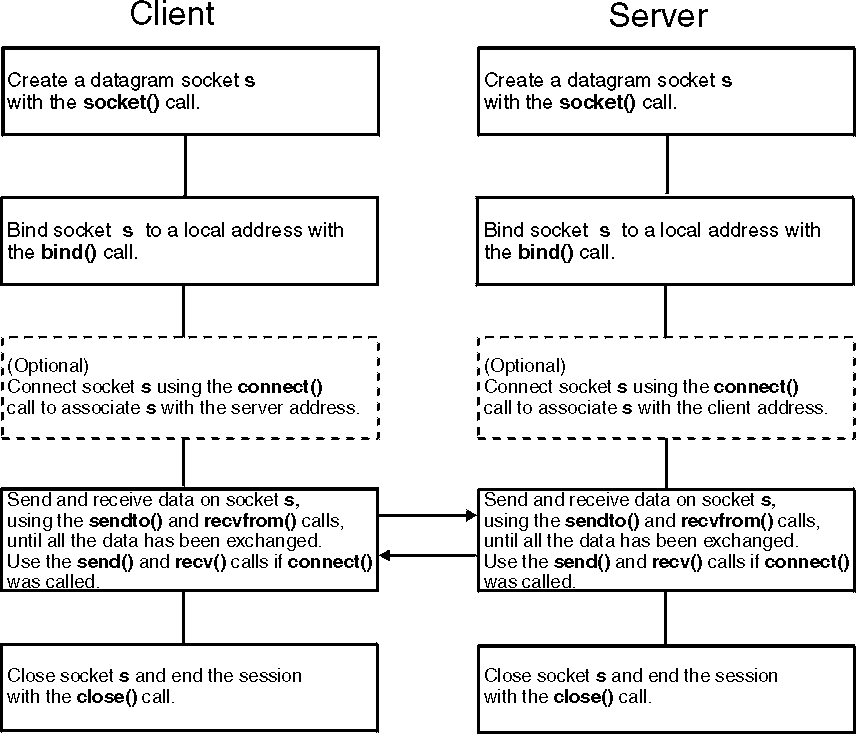 Client
Create a datagram socket s
with the socket() call.
Bind socket s to a local address with
the bind() call.
(Optional)
Connect socket s using the connect()
call to associate s with the server address.
Send and receive data on socket s,
using the sendto() and recvfrom() calls,
until all the data has been exchanged.
Use the send() and recv() calls if connect()
was called.
Close socket s and end the session
with the close() call.
Server
Create a datagram socket s
with the socket() call.
Bind socket s to a local address with
the bind() call.
(Optional)
Connect socket s using the connect()
call to associate s with the client address.
Send and receive data on socket s,
using the sendto() and recvfrom() calls,
until all the data has been exchanged.
Use the send() and recv() calls if connect()
was called.
Close socket s and end the session
with the close() call.